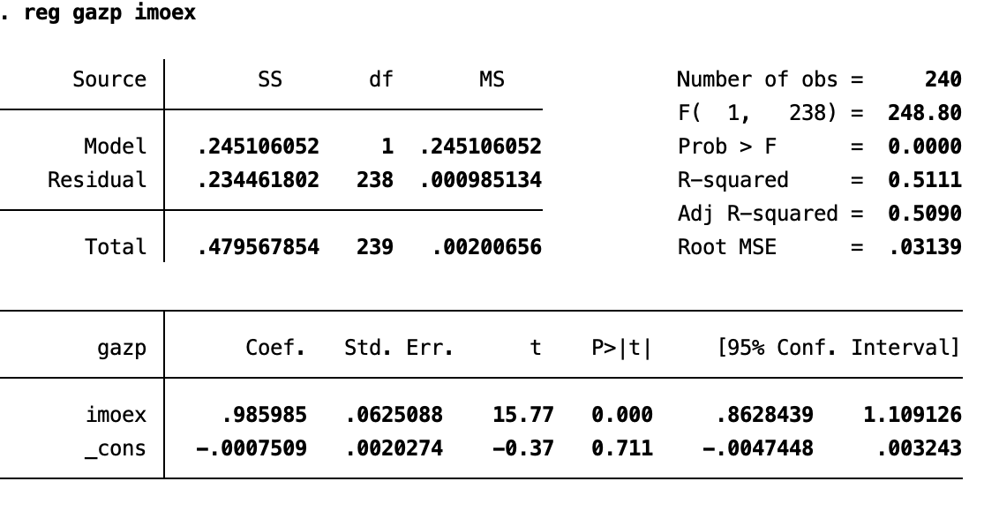 . reg gazp imoex
Source SS df MS Number of obs = 240
F( 1, 238) = 248.80
Model .245106052 1 .245106052 Prob > F = 0.0000
Residual .234461802 238 .000985134 R-squared = 0.5111
Adj R-squared = 0.5090
Total .479567854 239 .00200656 Root MSE = .03139
gazp Coef. Std. Err. t P>|t| [95% Conf. Interval]
imoex .985985 .0625088 15.77 0.000 .8628439 1.109126
_cons -.0007509 .0020274 -0.37 0.711 -.0047448 .003243